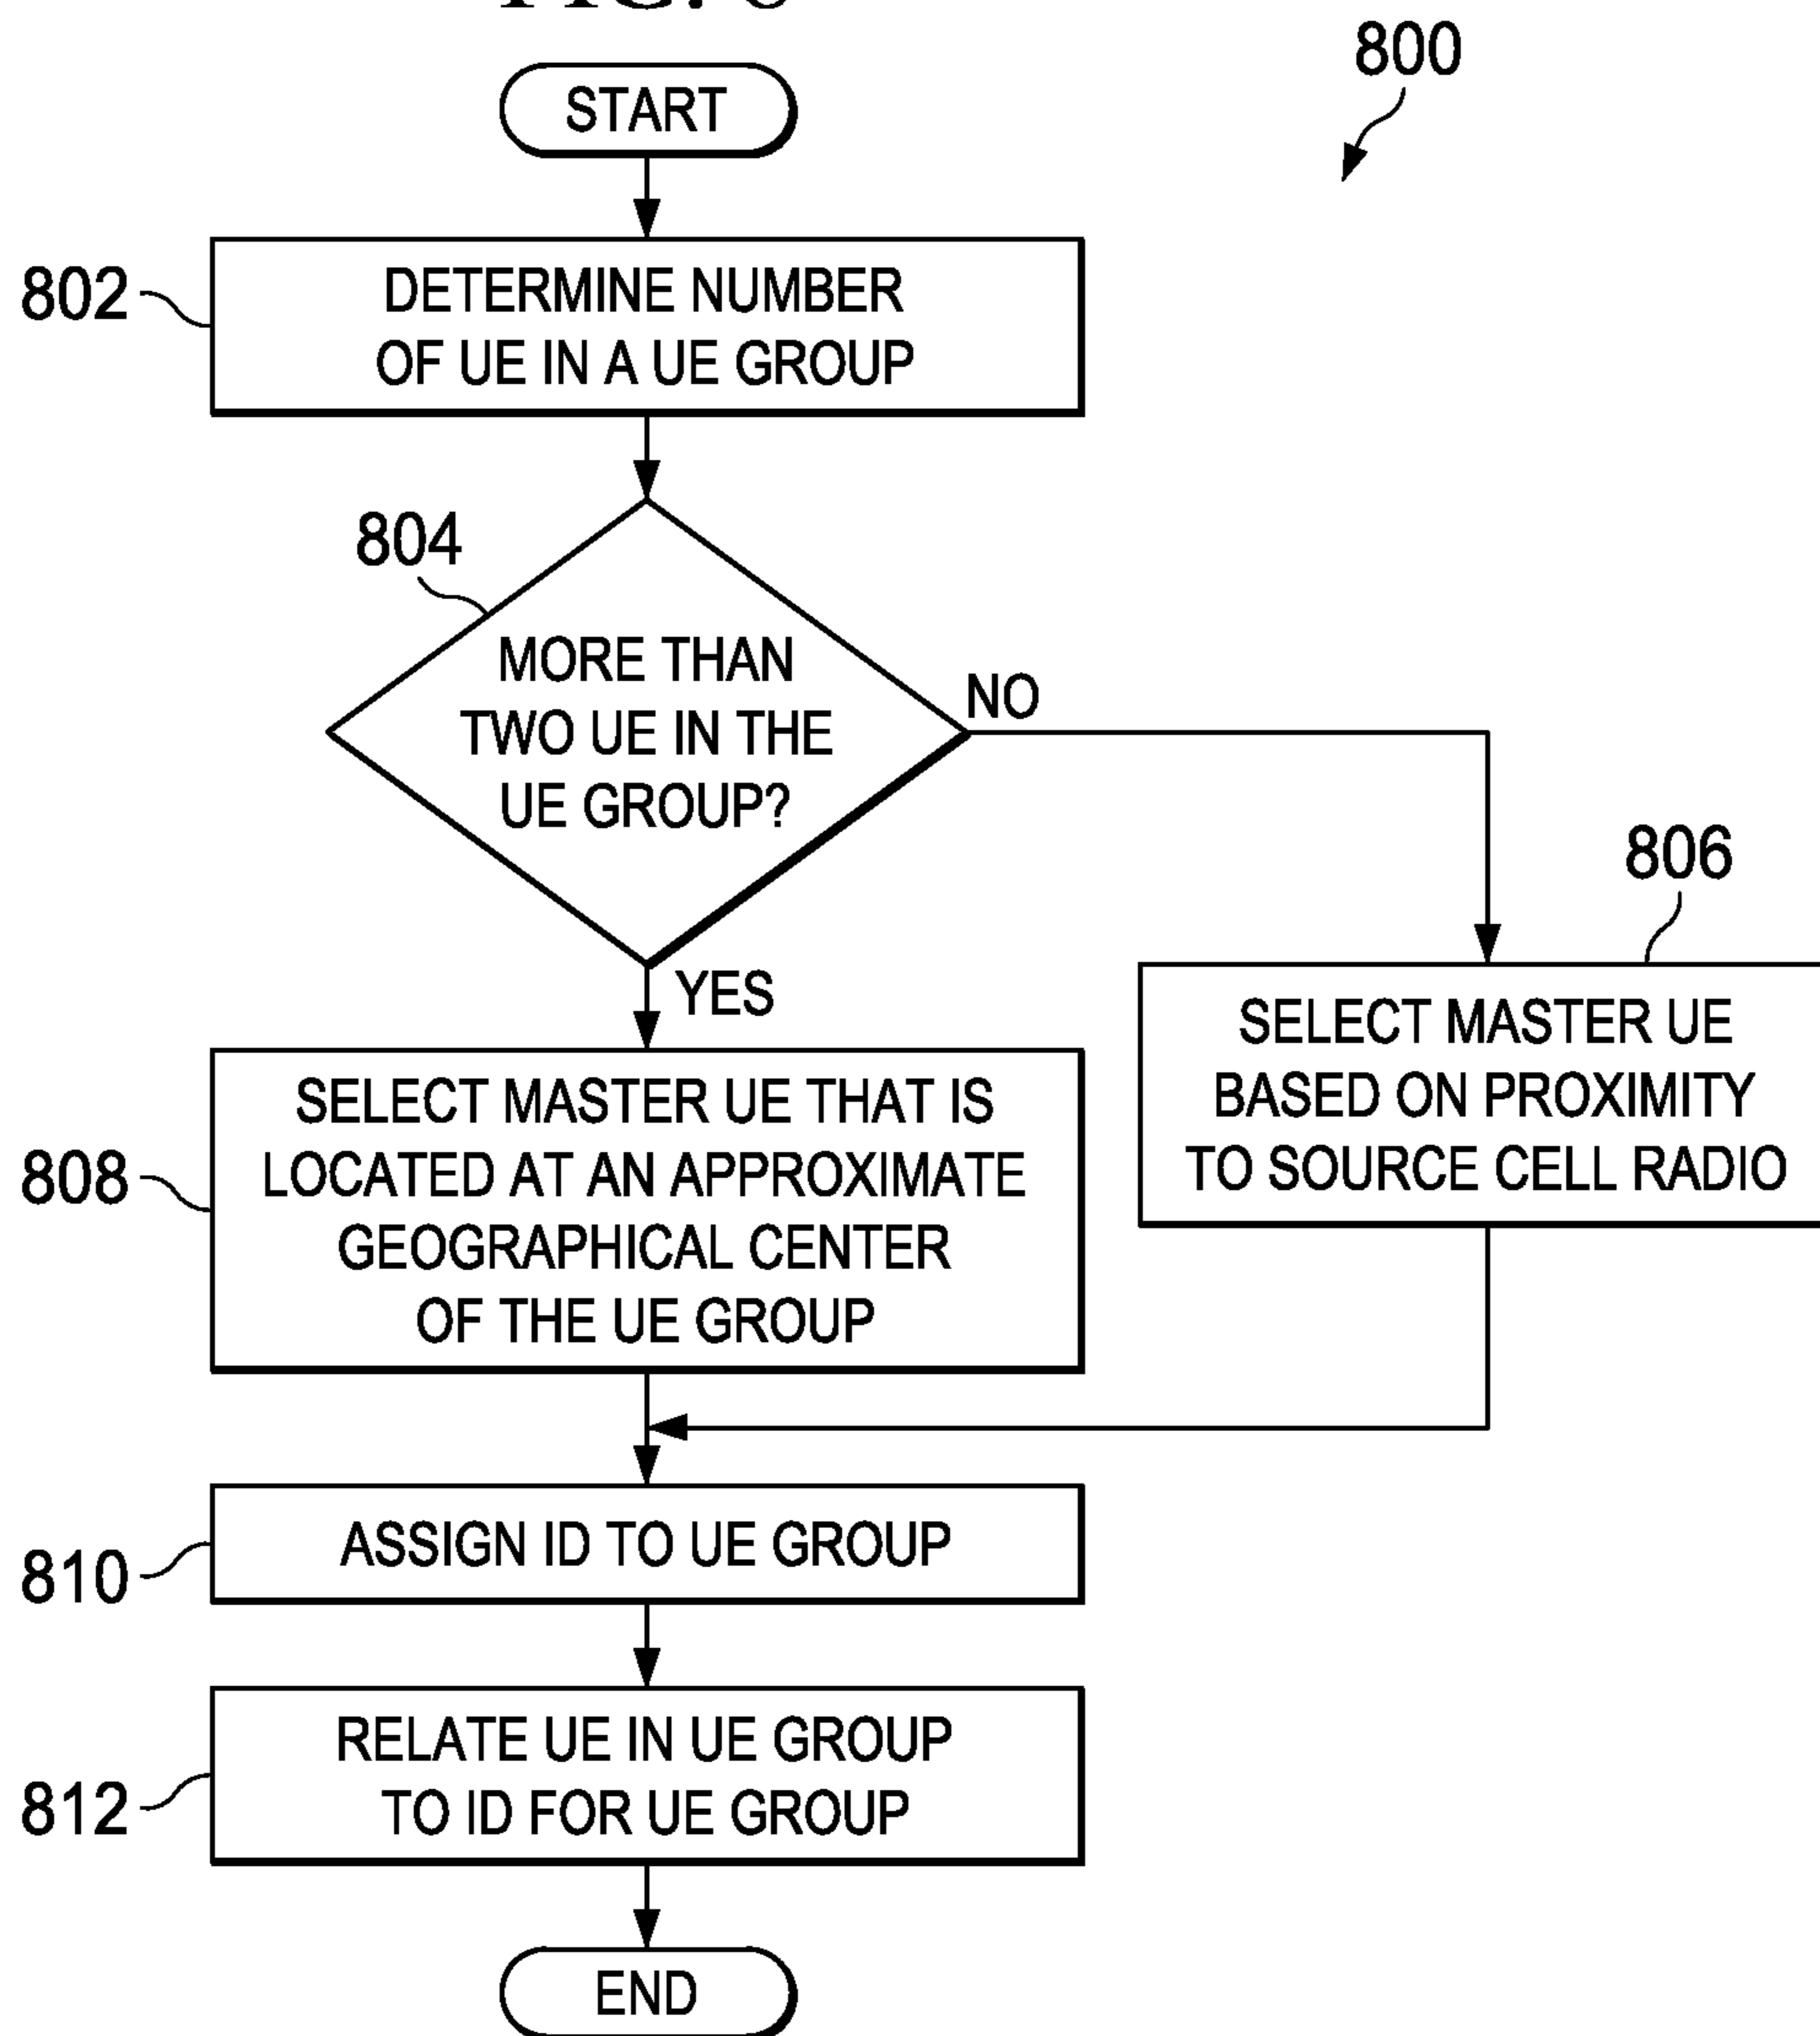 800
START
802
DETERMINE NUMBER
OF UE IN A UE GROUP
804
MORE THAN
TWO UE IN THE
UE GROUP?
NO
YES
806
SELECT MASTER UE
BASED ON PROXIMITY
TO SOURCE CELL RADIO
808
SELECT MASTER UE THAT IS
LOCATED AT AN APPROXIMATE
GEOGRAPHICAL CENTER
OF THE UE GROUP
810
ASSIGN ID TO UE GROUP
812
RELATE UE IN UE GROUP
TO ID FOR UE GROUP
END